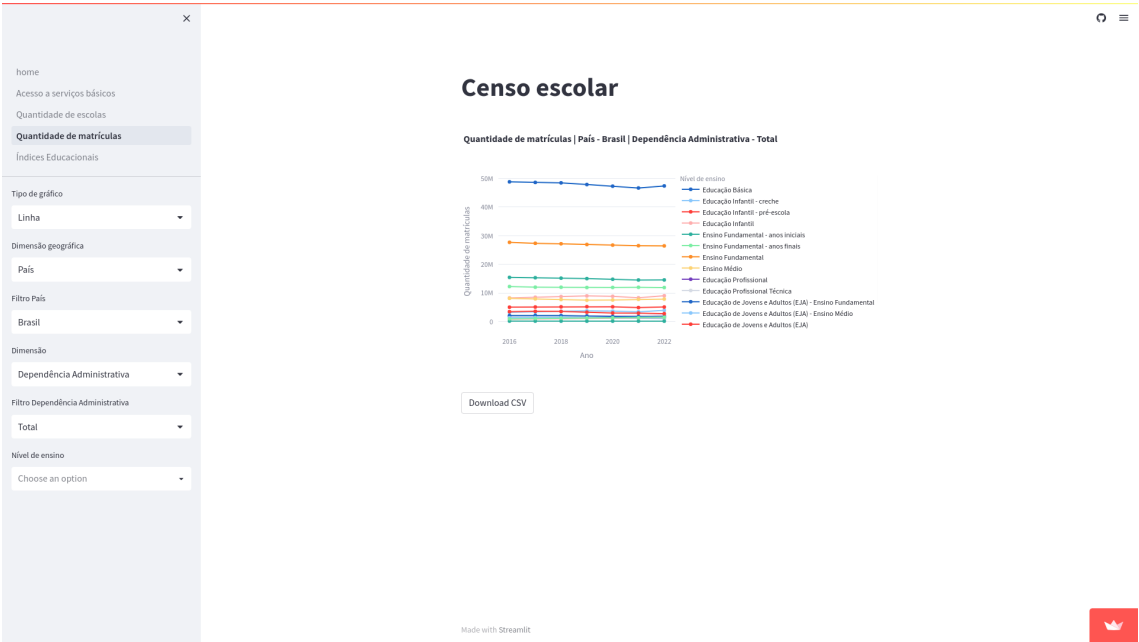 home
Acesso a serviços básicos
Quantidade de escolas
Quantidade de matrículas
Índices Educacionais
Tipo de gráfico
Linha
Dimensão geográfica
País
Filtro País
Brasil
Dimensão
Dependência Administrativa
Filtro Dependência Administrativa
Total
Nível de ensino
Choose an option
Censo escolar
Quantidade de matrículas | País - Brasil | Dependência Administrativa - Total
Quantidade de matrículas
50M
40M
30M
20M
10M
0
2016
2018
2020
2022
Ano
Nível de ensino
Educação Básica
Educação Infantil - creche
Educação Infantil - pré-escola
Educação Infantil
Ensino Fundamental - anos iniciais
Ensino Fundamental - anos finais
Ensino Fundamental
Ensino Médio
Educação Profissional
Educação Profissional Técnica
Educação de Jovens e Adultos (EJA) - Ensino Fundamental
Educação de Jovens e Adultos (EJA) - Ensino Médio
Educação de Jovens e Adultos (EJA)
Download CSV
Made with Streamlit